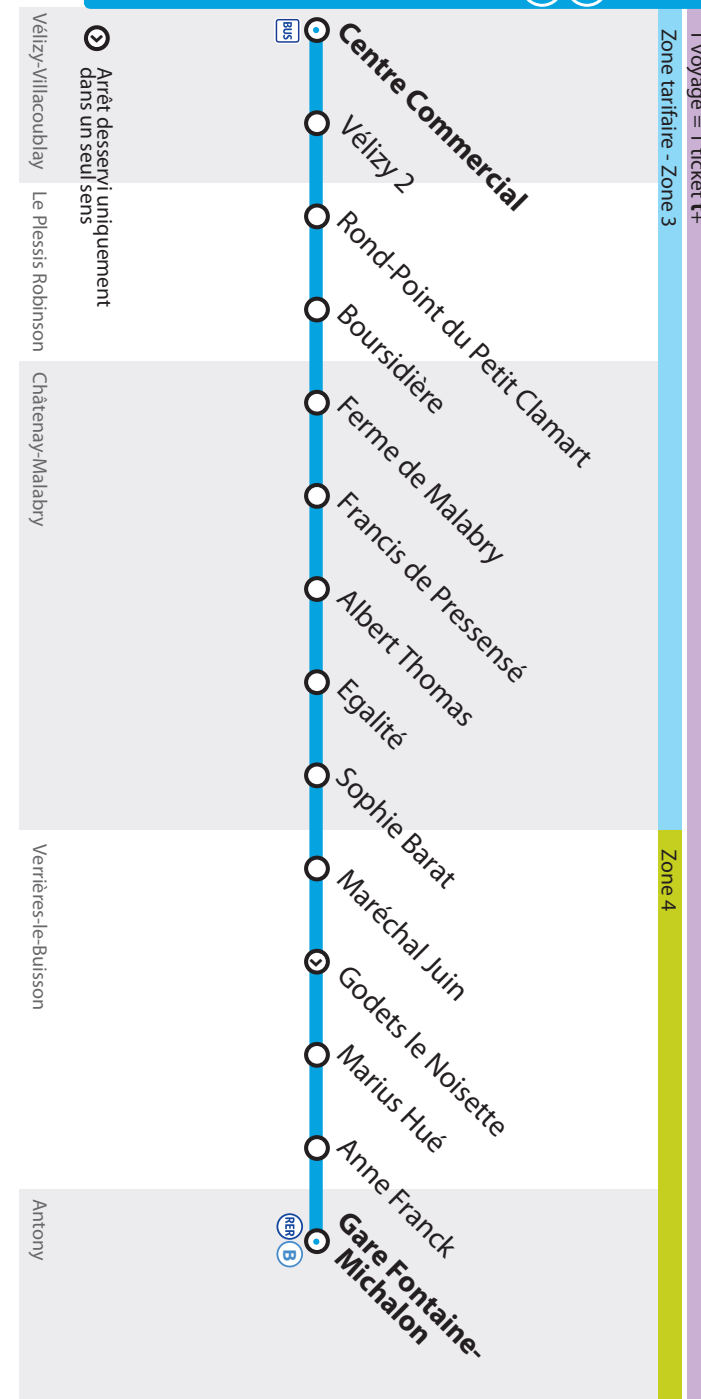 1 voyage = 1 ticket t+
Zone tarifaire - Zone 3
Zone 4
Centre Commercial
Vélizy 2
Rond-Point du Petit Clamart
Boursidière
Ferme de Malabry
Francis de Pressensé
Albert Thomas
Egalité
Sophie Barat
Maréchal Juin
Godets le Noisette
Marius Hué
Anne Franck
Gare Fontaine-
Michalon
BUS
RER B
Arrêt desservi uniquement
dans un seul sens
Vélizy-Villacoublay
Le Plessis Robinson
Châtenay-Malabry
Verrières-le-Buisson
Antony